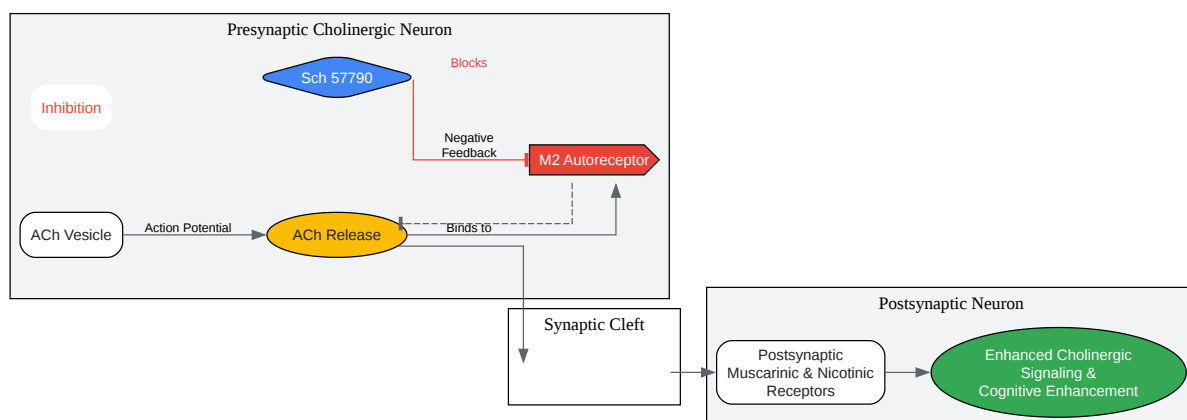 Presynaptic Cholinergic Neuron
Sch 57790
Blocks
Inhibition
Negative
Feedback
M2 Autoreceptor
ACh Vesicle
Action Potential
ACh Release
Binds to
Synaptic Cleft
Postsynaptic Neuron
Postsynaptic
Muscarinic & Nicotinic
Receptors
Enhanced Cholinergic
Signaling &
Cognitive Enhancement